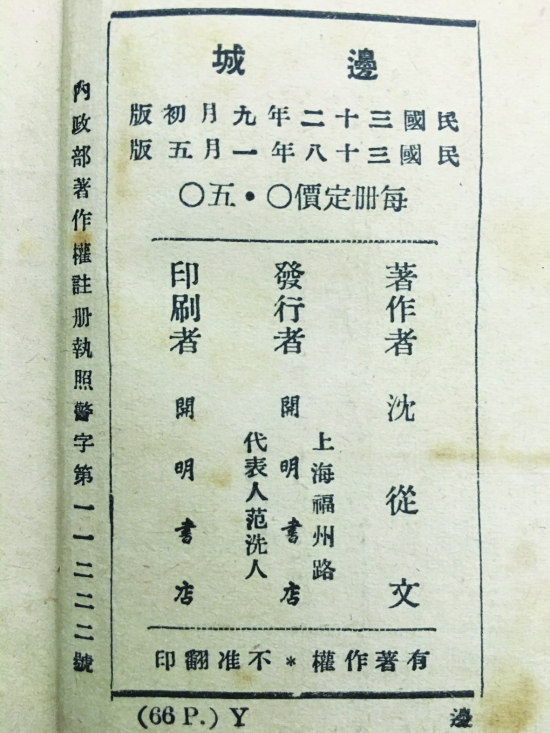 邊城
民國三十二年九月初版
民國三十八年一月五版
每冊定價〇·五〇
著作者 沈從文
發行者 開明書店
上海福州路
代表人范洗人
印刷者 開明書店
有著作權*不准翻印
內政部著作權註册執照警字第一一二二二號
(66 P.) Y
邊